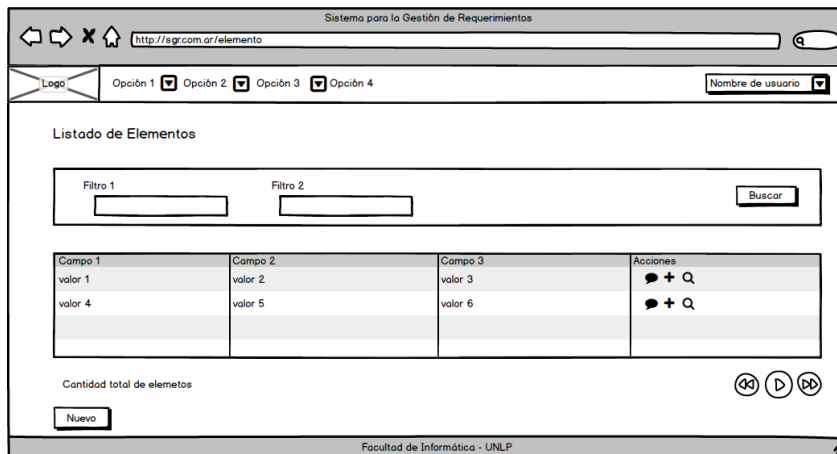 Sistema para la Gestión de Requerimientos
http://sgr.com.ar/elemento
Logo Opción 1 Opción 2 Opción 3 Opción 4 Nombre de usuario
Listado de Elementos
Filtro 1 Filtro 2
Buscar
Campo 1 Campo 2 Campo 3 Acciones
valor 1 valor 2 valor 3
valor 4 valor 5 valor 6
Cantidad total de elemetos
Nuevo
Facultad de Informática - UNLP